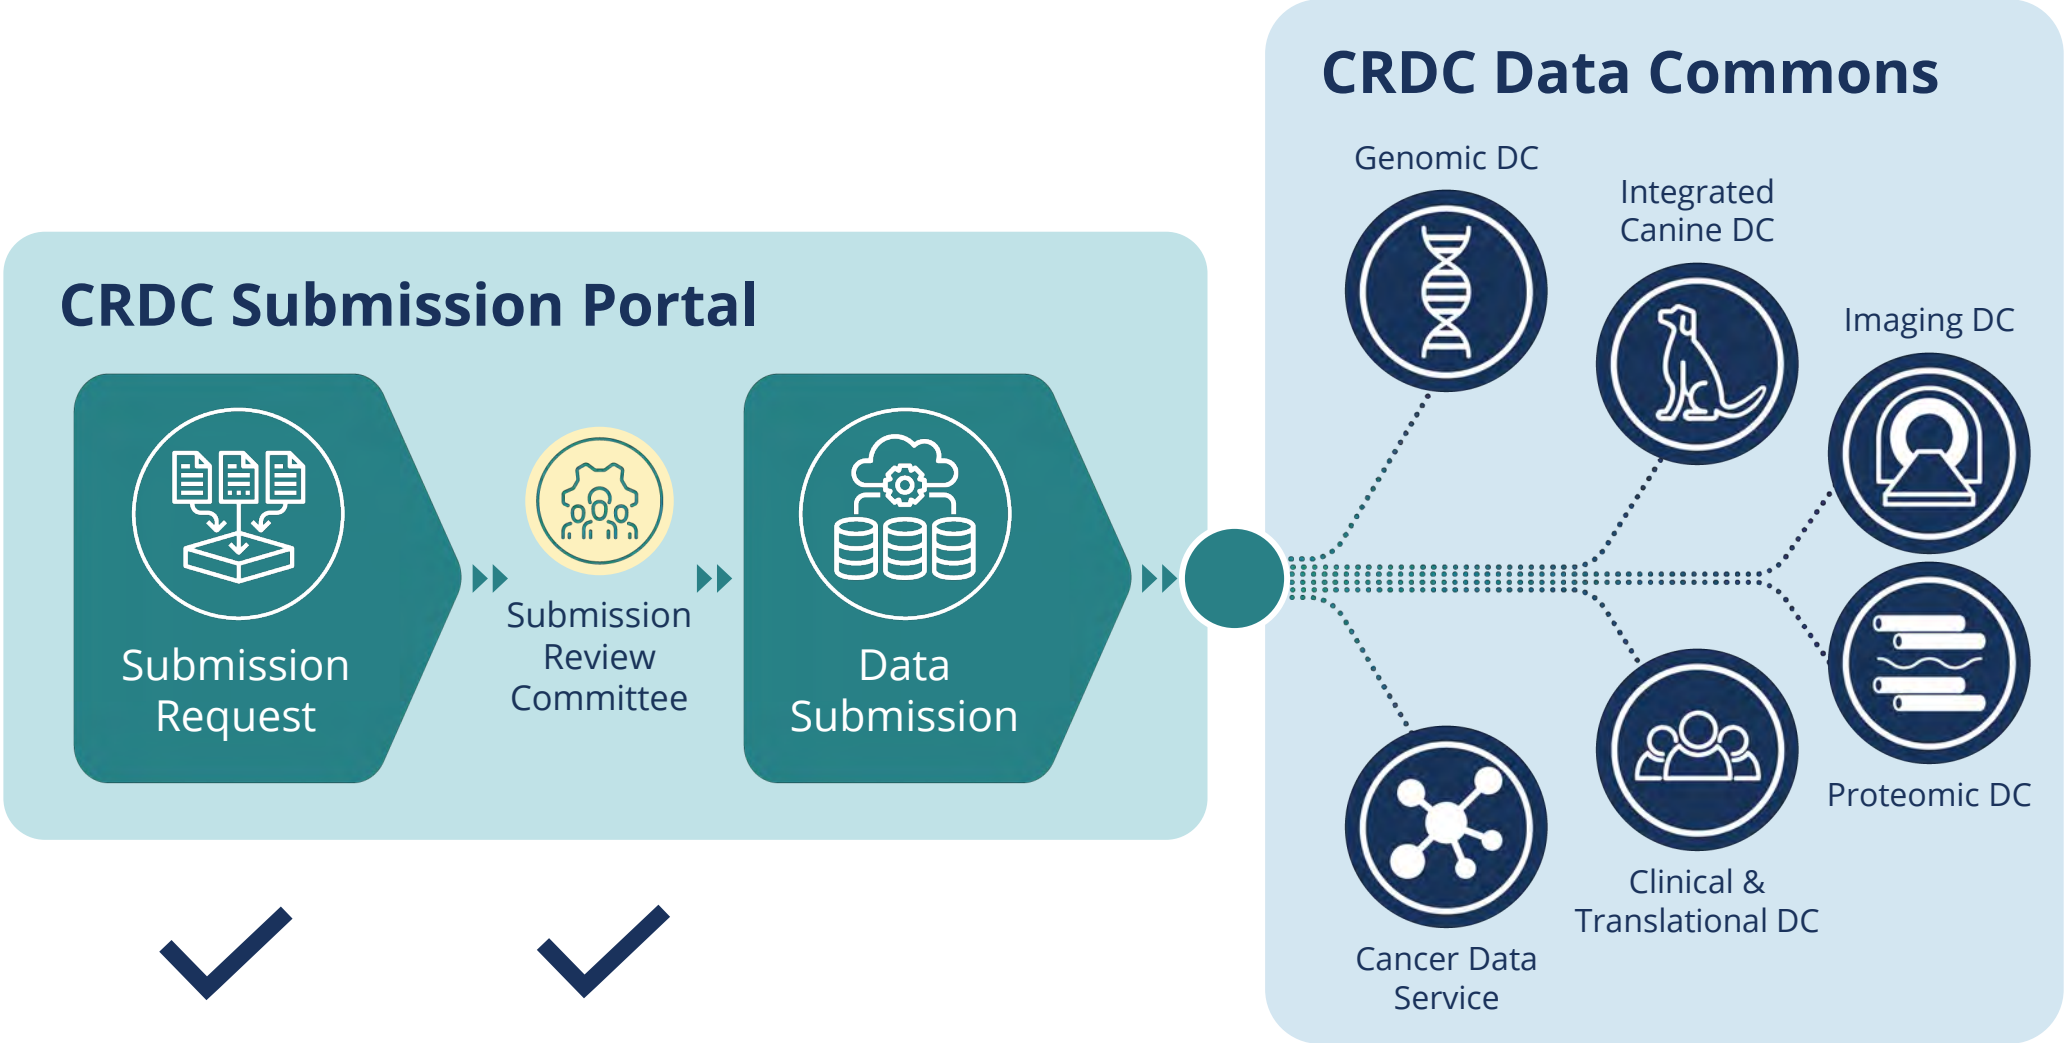 CRDC Submission Portal
Submission
Request
Submission
Review
Committee
Data
Submission
CRDC Data Commons
Genomic DC
Integrated
Canine DC
Imaging DC
Proteomic DC
Clinical &
Translational DC
Cancer Data
Service